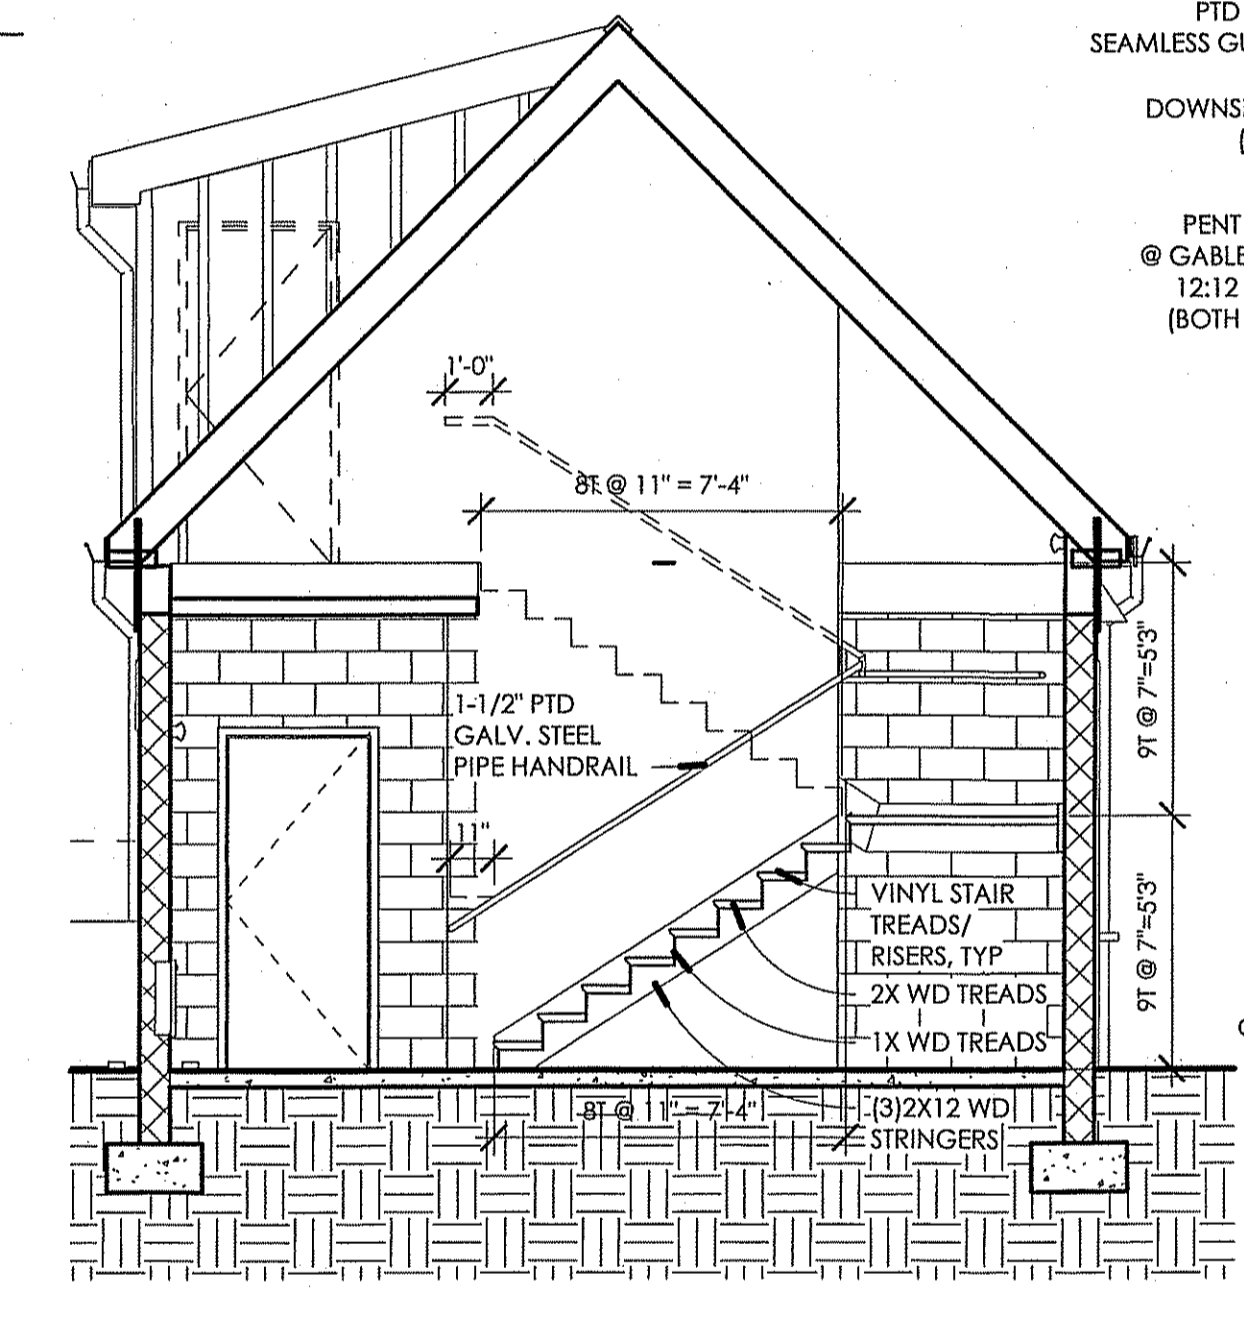 PTD
SEAMLESS
DOWNS
PENT
@ GABLE
12:12
(BOTH
1'-0"
8T @ 11" = 7'-4"
9T @ 7"=5'3"
1-1/2" PTD
GALV. STEEL
PIPE HANDRAIL
11"
VINYL STAIR
TREADS/
RISERS, TYP
2X WD TREADS
1X WD TREADS
9T @ 7"=5'3"
8T @ 11" = 7'-4"
(3)2X12 WD
STRINGERS